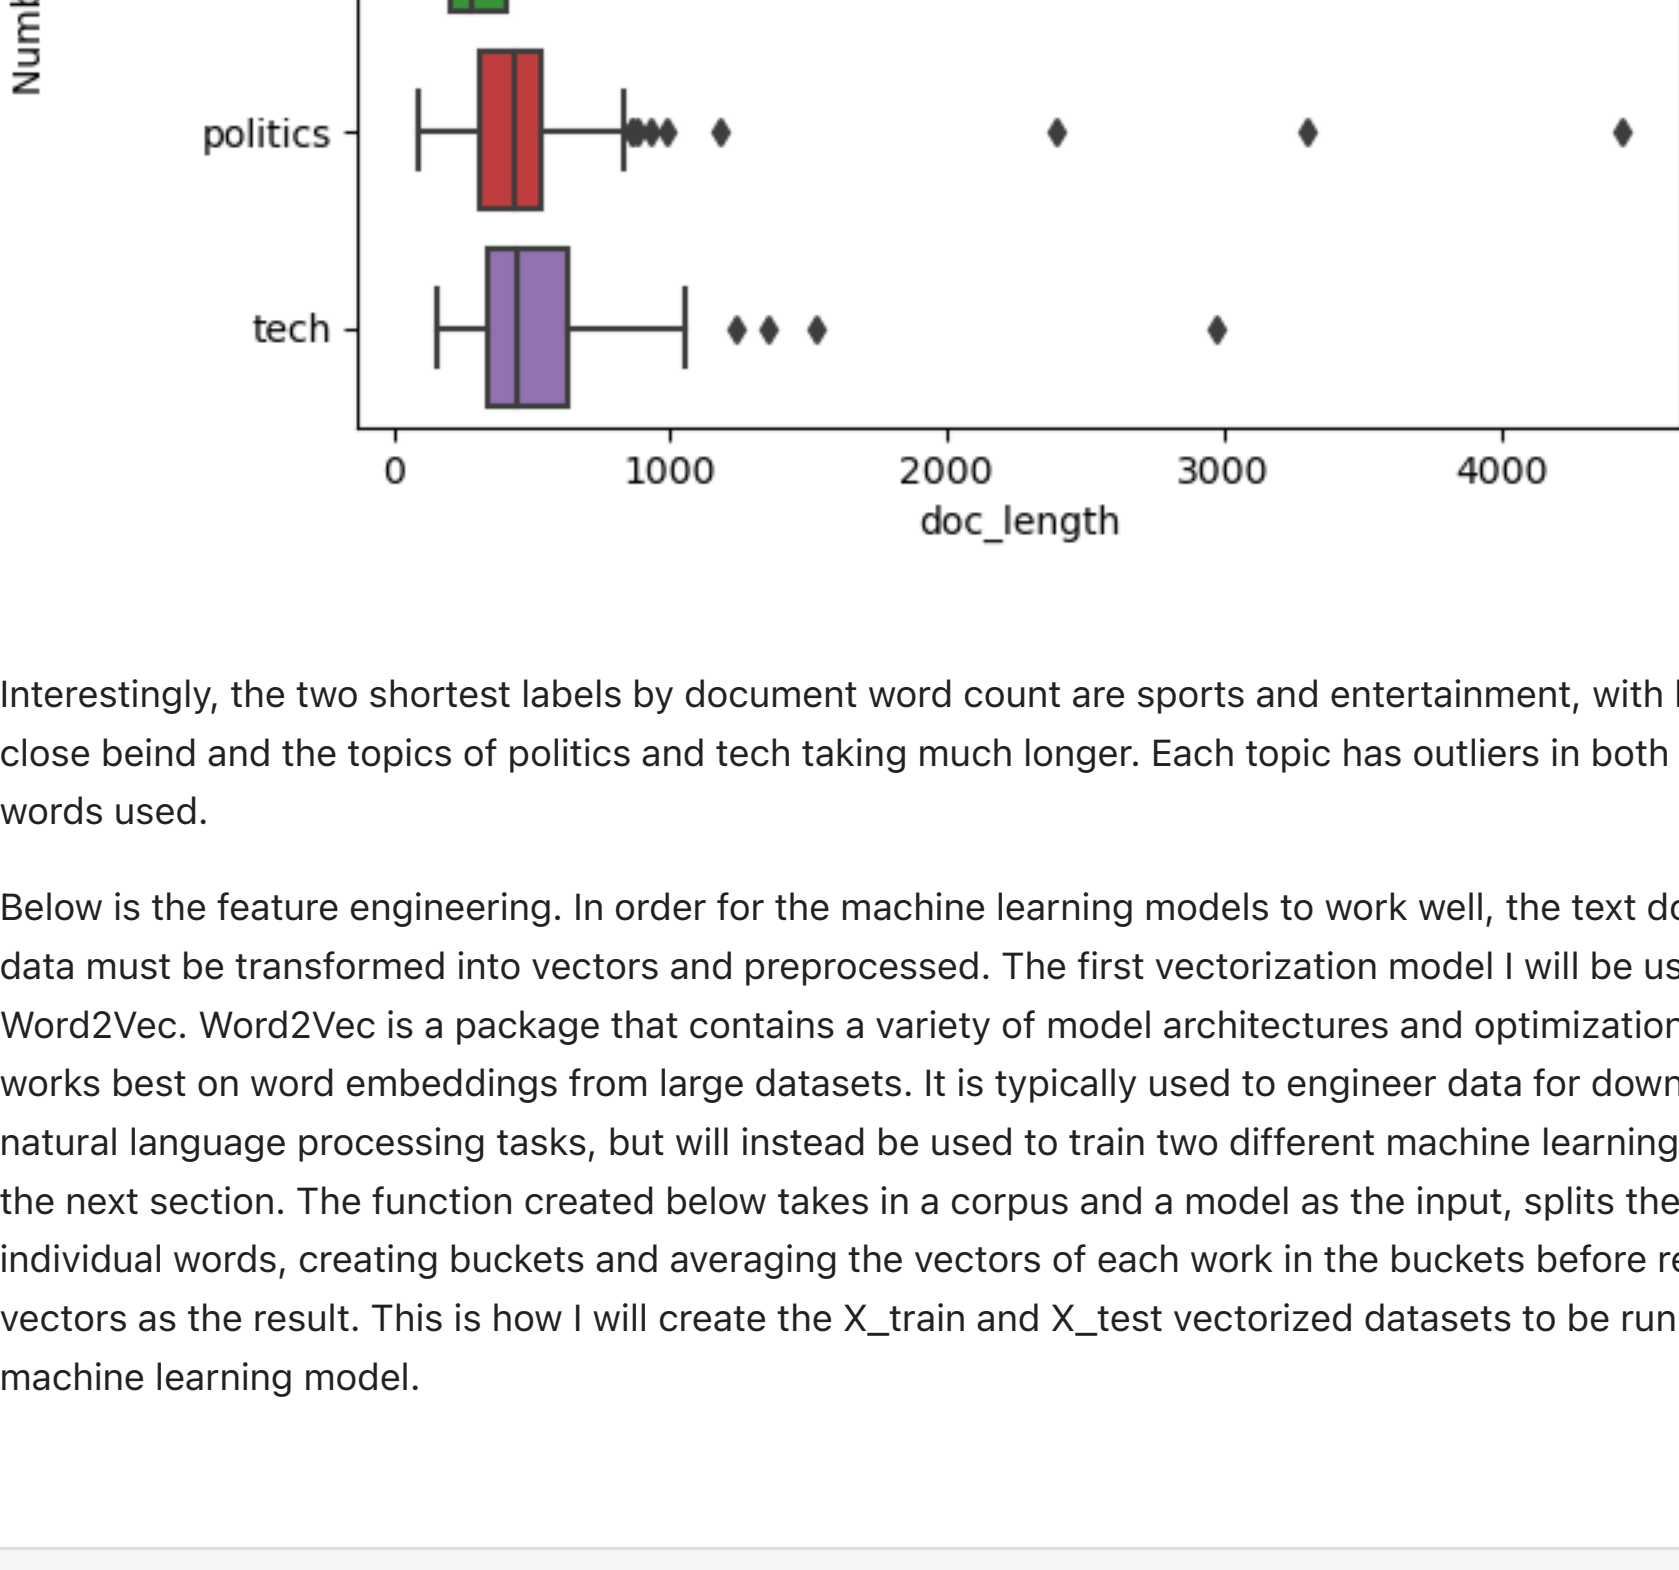 Numb
politics
tech
0 1000 2000 3000 4000
doc_length
Interestingly, the two shortest labels by document word count are sports and entertainment, with
close beind and the topics of politics and tech taking much longer. Each topic has outliers in both
words used.
Below is the feature engineering. In order for the machine learning models to work well, the text do
data must be transformed into vectors and preprocessed. The first vectorization model I will be us
Word2Vec. Word2Vec is a package that contains a variety of model architectures and optimization
works best on word embeddings from large datasets. It is typically used to engineer data for down
natural language processing tasks, but will instead be used to train two different machine learning
the next section. The function created below takes in a corpus and a model as the input, splits the
individual words, creating buckets and averaging the vectors of each work in the buckets before re
vectors as the result. This is how I will create the X_train and X_test vectorized datasets to be run
machine learning model.